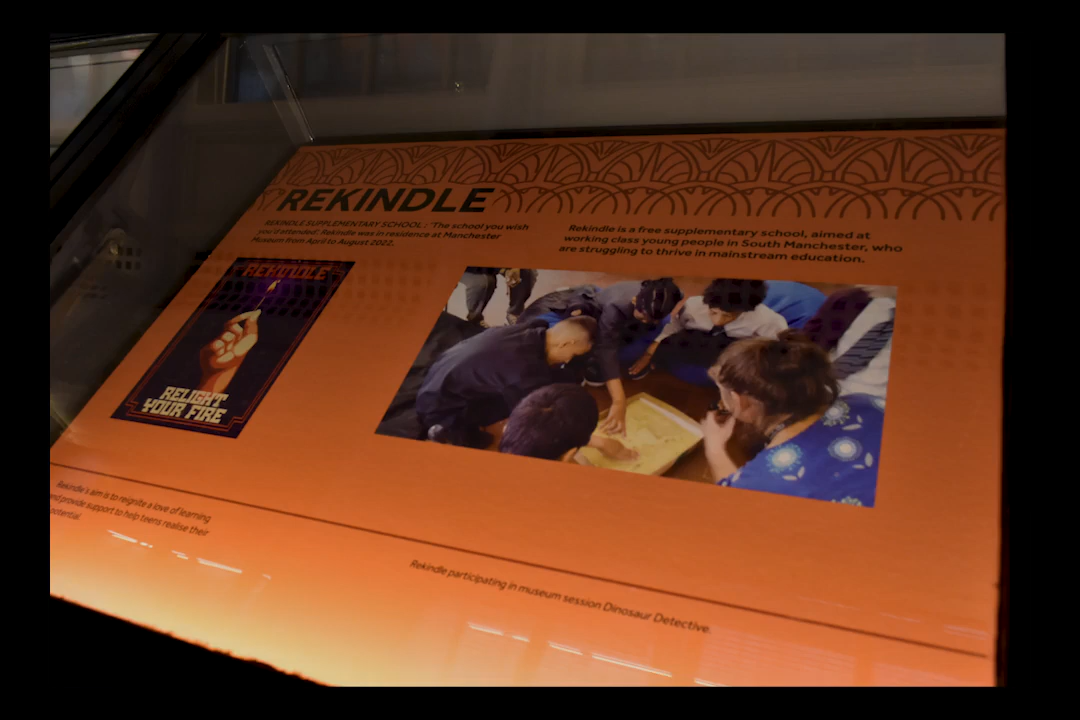 REKINDLE
REKINDLE SUPPLEMENTARY SCHOOL: 'The school you wish
you'd attended'. Rekindle was in residence at Manchester
Museum from April to August 2022.
Rekindle is a free supplementary school, aimed at
working class young people in South Manchester, who
are struggling to thrive in mainstream education.
REKINDLE
RELIGHT
YOUR FIRE
Rekindle's aim is to reignite a love of learning
and provide support to help teens realise their
potential.
Rekindle participating in museum session Dinosaur Detective.